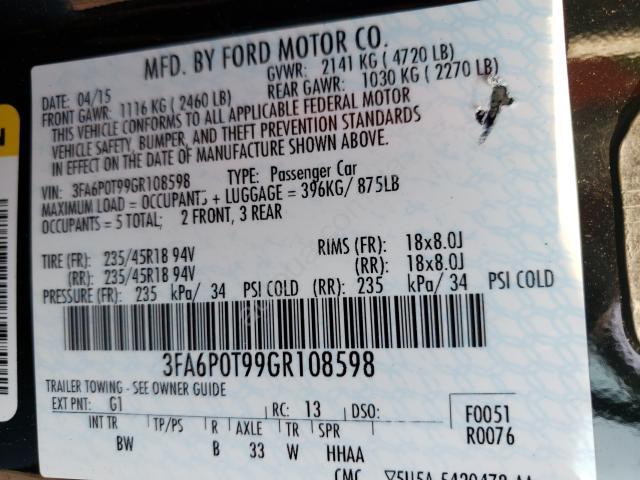 MFD. BY FORD MOTOR CO.
DATE: 04/15 GVWR: 2141 KG ( 4720 LB)
FRONT GAWR: 1116 KG ( 2460 LB) REAR GAWR: 1030 KG ( 2270 LB)
THIS VEHICLE CONFORMS TO ALL APPLICABLE FEDERAL MOTOR
VEHICLE SAFETY, BUMPER, AND THEFT PREVENTION STANDARDS
IN EFFECT ON THE DATE OF MANUFACTURE SHOWN ABOVE.
VIN: 3FA6P0T99GR108598 TYPE: Passenger Car
MAXIMUM LOAD = OCCUPANTS + LUGGAGE = 396KG/ 875LB
OCCUPANTS = 5 TOTAL; 2 FRONT, 3 REAR
TIRE (FR): 235/45R18 94V RIMS (FR): 18x8.0J
(RR): 235/45R18 94V (RR): 18x8.0J
PRESSURE (FR): 235 kPa/ 34 PSI COLD (RR): 235 kPa/ 34 PSI COLD
3FA6P0T99GR108598
TRAILER TOWING - SEE OWNER GUIDE
EXT PNT: G1 RC: 13 DSO: F0051
INT TR TP/PS R AXLE TR SPR R0076
BW B 33 W HHAA